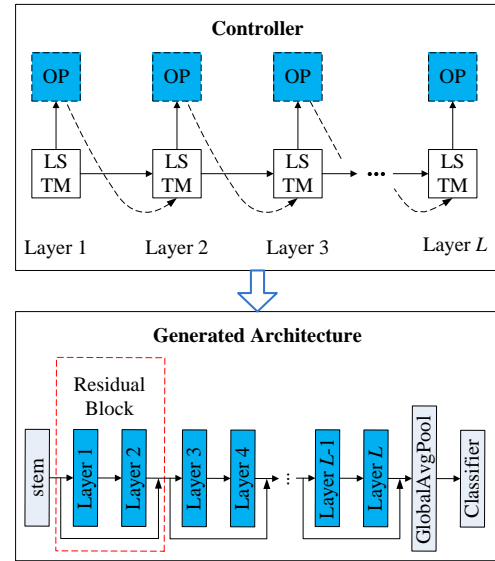 Controller
OP OP OP OP
LS LS LS LS
TM TM TM ••• TM
Layer 1 Layer 2 Layer 3 Layer L
Generated Architecture
Residual
Block
stem
Layer 1
Layer 2
Layer 3
Layer 4
...
Layer L-1
Layer L
GlobalAvgPool
Classifier